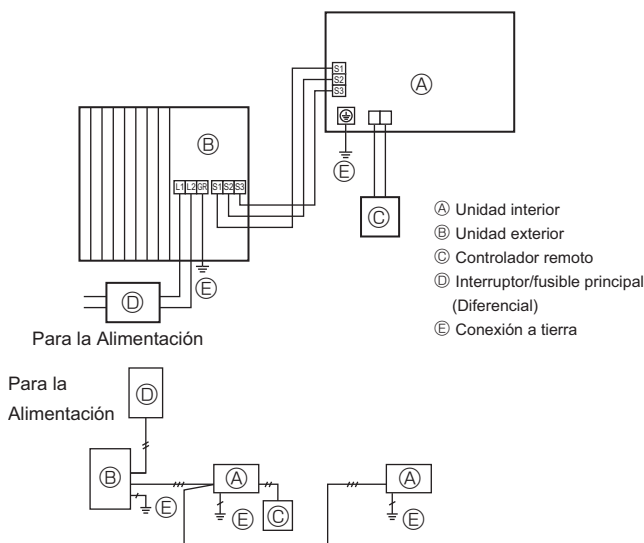 S1
S2
S3
Ⓐ
Ⓑ
L1 L2 GR S1 S2 S3
Ⓔ
Ⓒ
Ⓔ
Ⓓ
Para la Alimentación
Ⓐ Unidad interior
Ⓑ Unidad exterior
Ⓒ Controlador remoto
Ⓓ Interruptor/fusible principal
(Diferencial)
Ⓔ Conexión a tierra
Para la
Alimentación
Ⓓ
Ⓑ
Ⓔ
Ⓐ
Ⓔ
Ⓒ
Ⓐ
Ⓔ